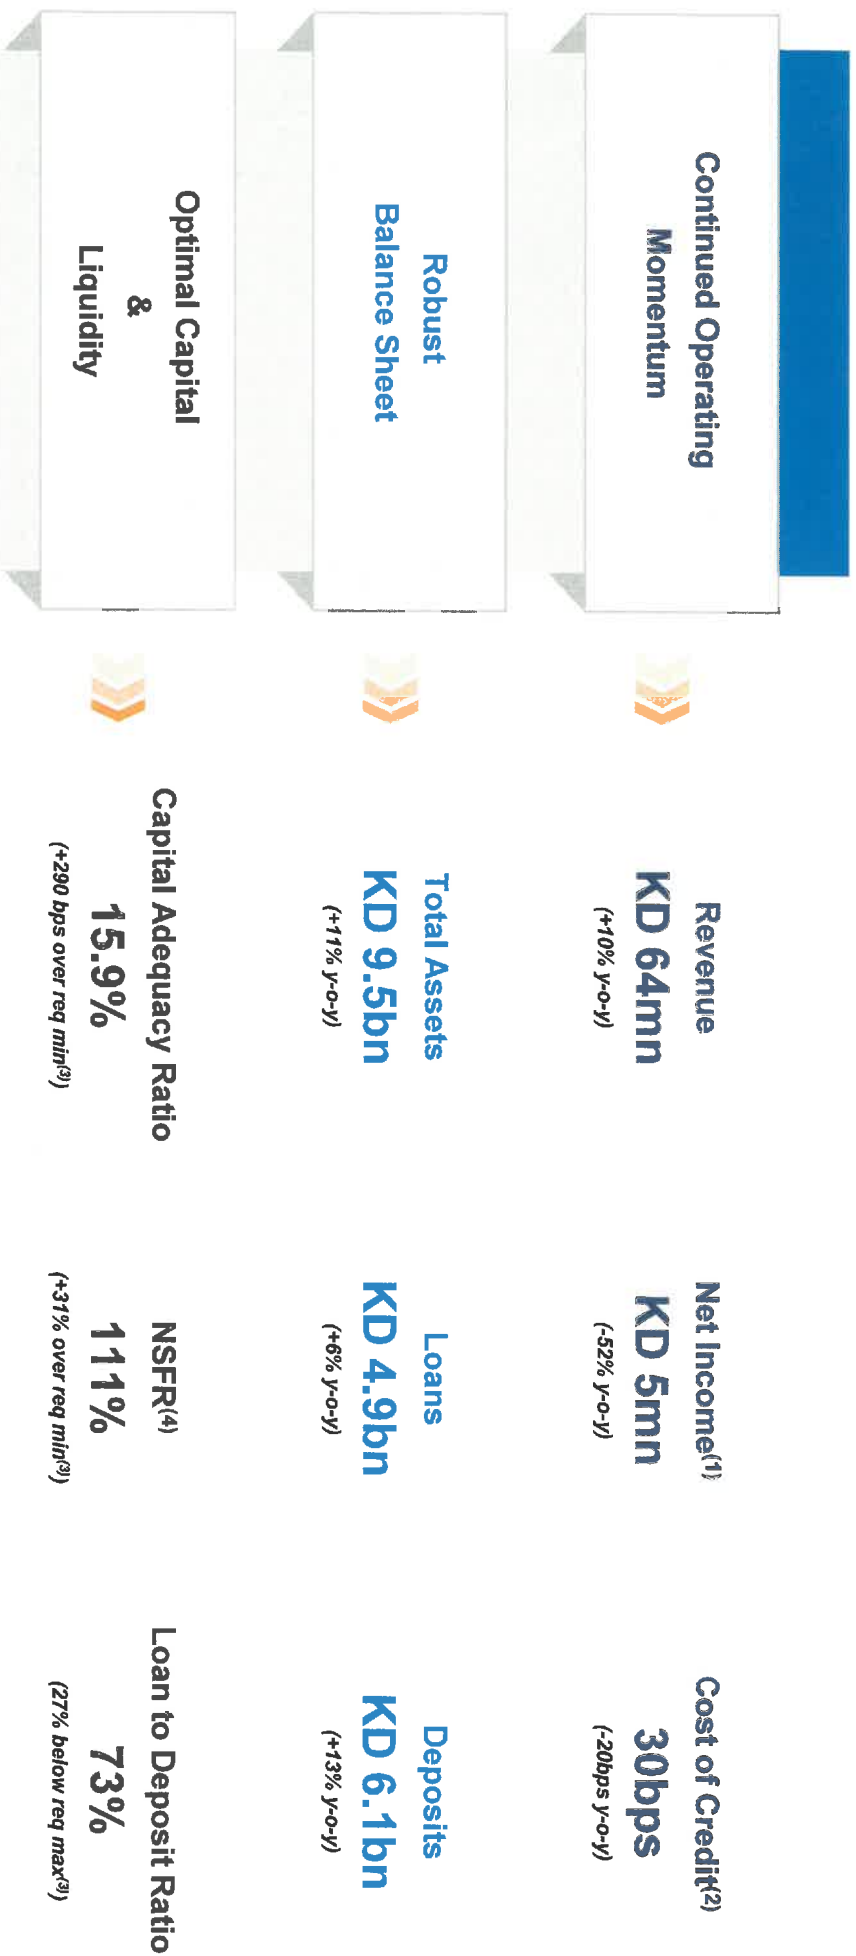 Continued Operating
Momentum
Revenue
KD 64mn
(+10% y-o-y)
Net Income(1)
KD 5mn
(-52% y-o-y)
Cost of Credit(2)
30bps
(-20bps y-o-y)
Robust
Balance Sheet
Total Assets
KD 9.5bn
(+11% y-o-y)
Loans
KD 4.9bn
(+6% y-o-y)
Deposits
KD 6.1bn
(+13% y-o-y)
Optimal Capital
&
Liquidity
Capital Adequacy Ratio
15.9%
(+290 bps over req min(3))
NSFR(4)
111%
(+31% over req min(3))
Loan to Deposit Ratio
73%
(27% below req max(3))